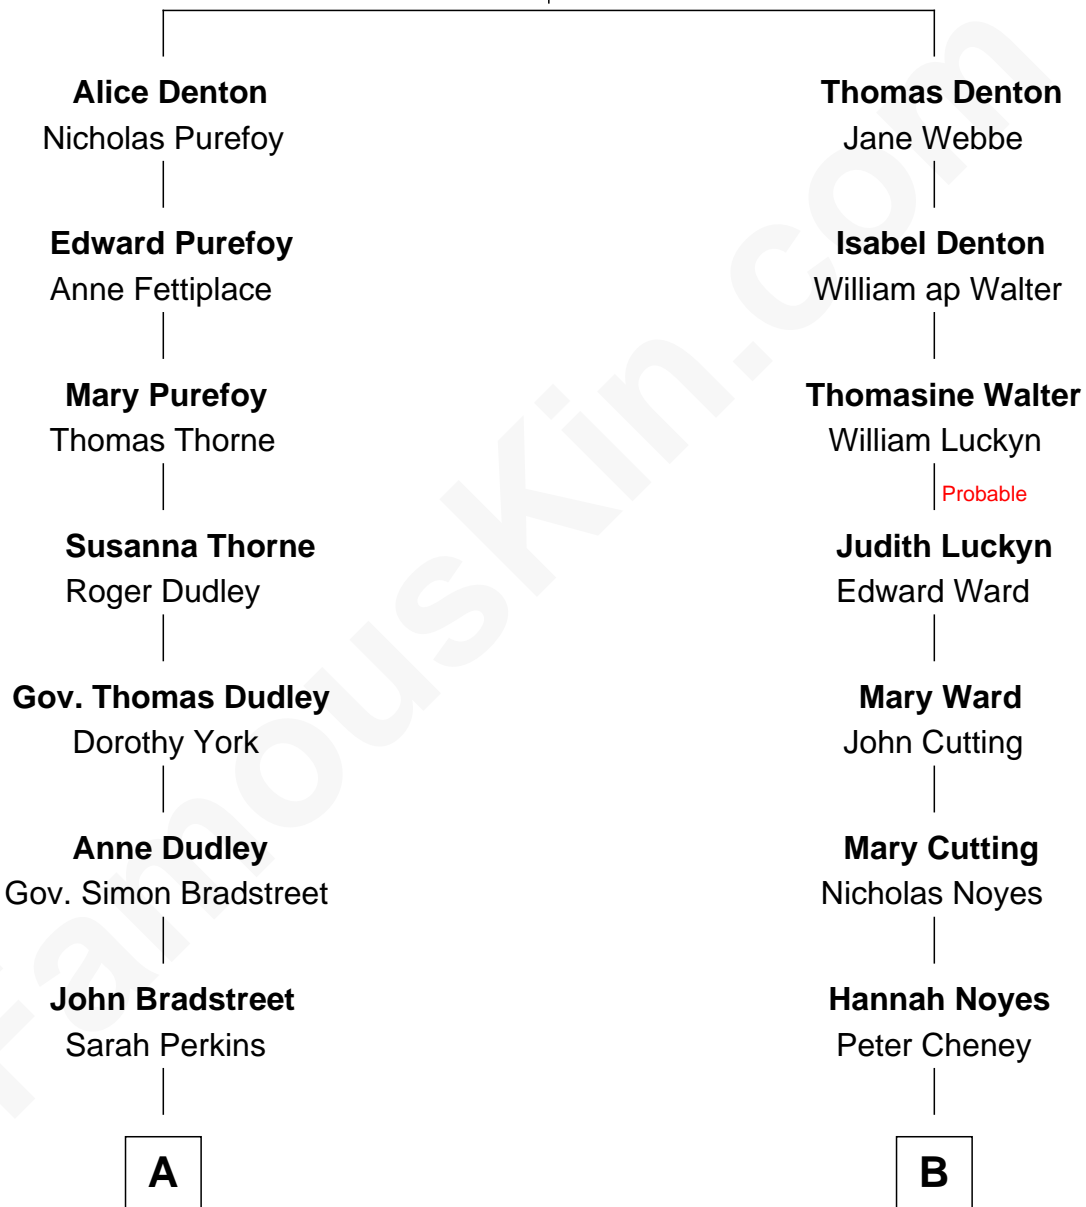 Alice Denton
Nicholas Purefoy
Edward Purefoy
Anne Fettiplace
Mary Purefoy
Thomas Thorne
Susanna Thorne
Roger Dudley
Gov. Thomas Dudley
Dorothy York
Anne Dudley
Gov. Simon Bradstreet
John Bradstreet
Sarah Perkins
A
Thomas Denton
Jane Webbe
Isabel Denton
William ap Walter
Thomasine Walter
William Luckyn
Probable
Judith Luckyn
Edward Ward
Mary Ward
John Cutting
Mary Cutting
Nicholas Noyes
Hannah Noyes
Peter Cheney
B
FamousKin.com